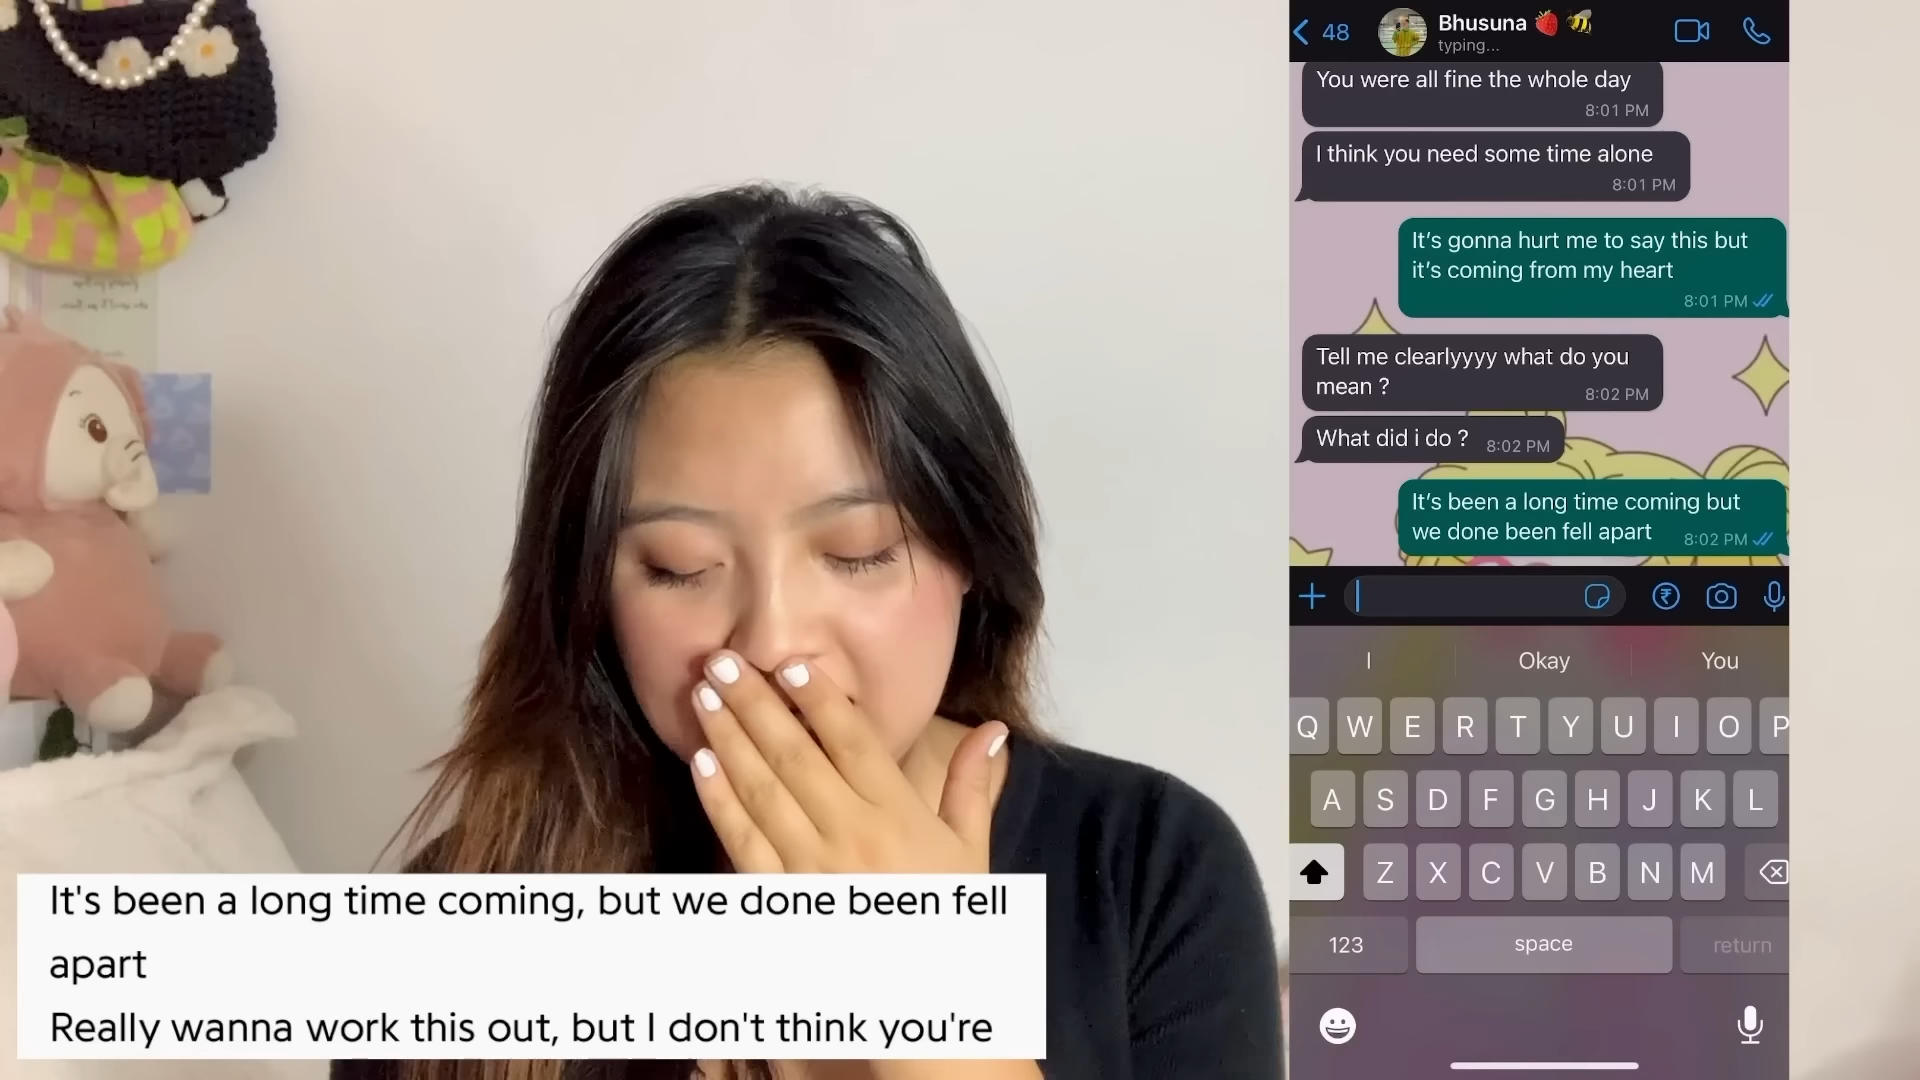 48
Bhusuna 🍓 🐝
typing...
You were all fine the whole day
8:01 PM
I think you need some time alone
8:01 PM
It's gonna hurt me to say this but
it's coming from my heart
8:01 PM
Tell me clearlyyyy what do you
mean ?
8:02 PM
What did i do ? 8:02 PM
It's been a long time coming but
we done been fell apart 8:02 PM
I Okay You
Q W E R T Y U I O P
A S D F G H J K L
Z X C V B N M
123 space return
It's been a long time coming, but we done been fell
apart
Really wanna work this out, but I don't think you're